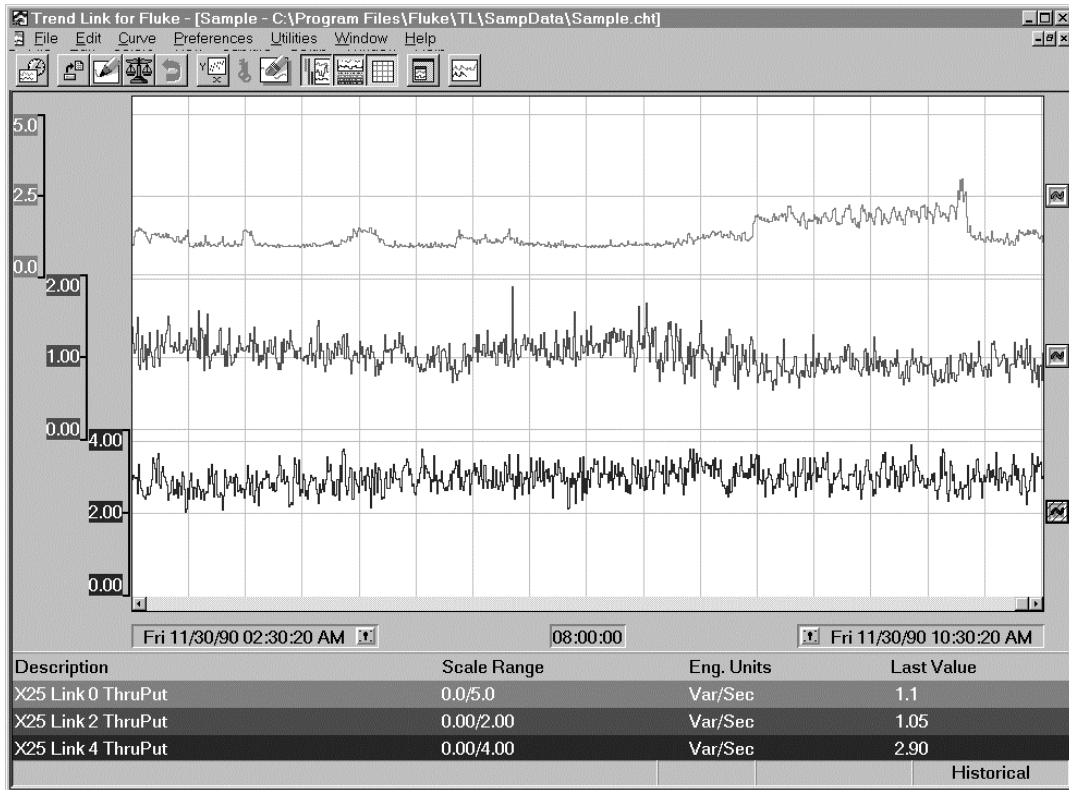 Trend Link for Fluke - [Sample - C:\Program Files\Fluke\TL\SampData\Sample.cht]
File Edit Curve Preferences Utilities Window Help
5.0
2.5
0.0
2.00
1.00
0.00
4.00
2.00
0.00
Fri 11/30/90 02:30:20 AM 08:00:00 Fri 11/30/90 10:30:20 AM
Description Scale Range Eng. Units Last Value
X25 Link 0 ThruPut 0.0/5.0 Var/Sec 1.1
X25 Link 2 ThruPut 0.00/2.00 Var/Sec 1.05
X25 Link 4 ThruPut 0.00/4.00 Var/Sec 2.90
Historical